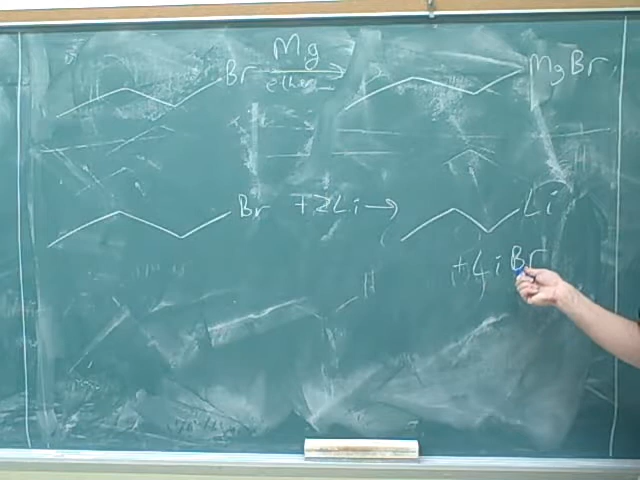 Br Mg ether MgBr
Br + 2Li → Li
+ LiBr
H